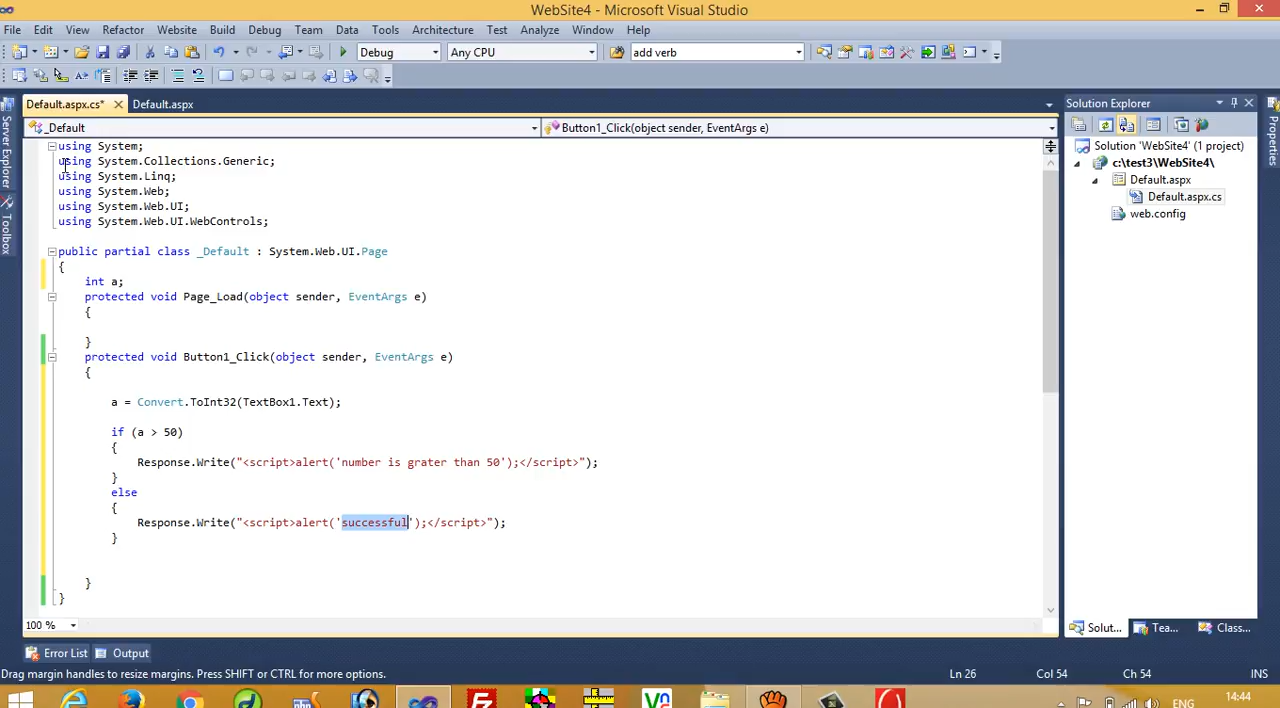 WebSite4 - Microsoft Visual Studio
File Edit View Refactor Website Build Debug Team Data Tools Architecture Test Analyze Window Help
Debug Any CPU add verb
Default.aspx.cs* Default.aspx
_Default Button1_Click(object sender, EventArgs e)
using System;
using System.Collections.Generic;
using System.Linq;
using System.Web;
using System.Web.UI;
using System.Web.UI.WebControls;
public partial class _Default : System.Web.UI.Page
{
int a;
protected void Page_Load(object sender, EventArgs e)
{
}
protected void Button1_Click(object sender, EventArgs e)
{
a = Convert.ToInt32(TextBox1.Text);
if (a > 50)
{
Response.Write("<script>alert('number is grater than 50');</script>");
}
else
{
Response.Write("<script>alert('successful');</script>");
}
}
}
100 %
Server Explorer
Toolbox
Solution Explorer
Solution 'WebSite4' (1 project)
c:\test3\WebSite4\
Default.aspx
Default.aspx.cs
web.config
Properties
Solut... Tea... Class...
Error List Output
Drag margin handles to resize margins. Press SHIFT or CTRL for more options. Ln 26 Col 54 Ch 54 INS
ENG 14:44